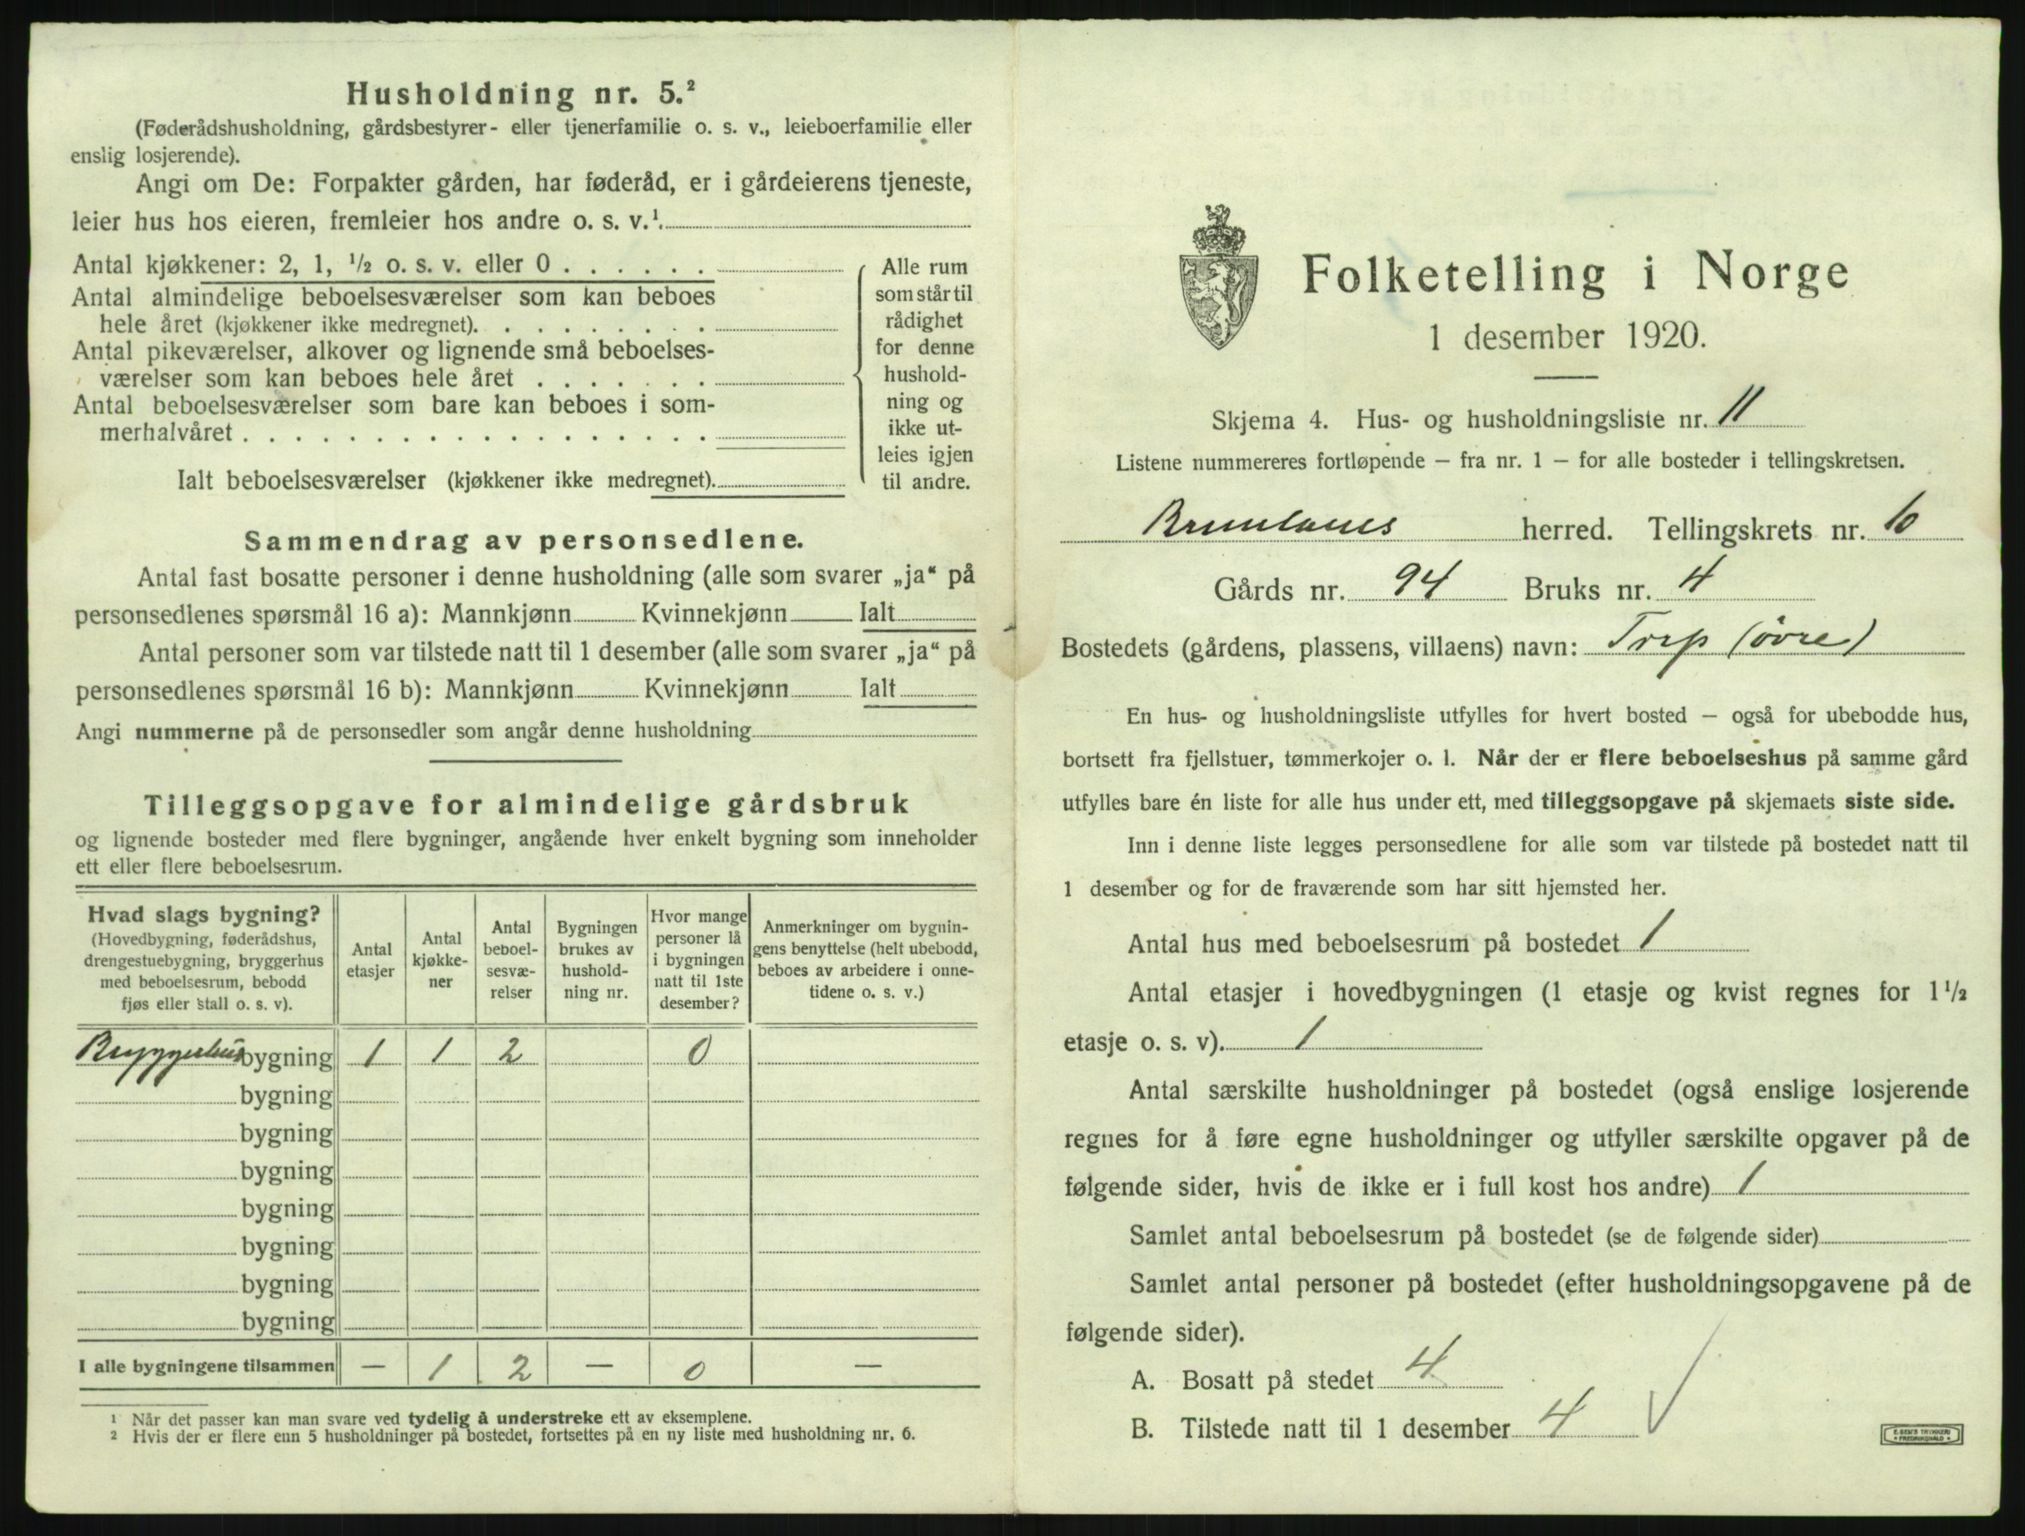 Husholdning nr. 5.²
(Føderådshusholdning, gårdsbestyrer- eller tjenerfamilie o. s. v., leieboerfamilie eller
enslig losjerende).
Angi om De: Forpakter gården, har føderåd, er i gårdeierens tjeneste,
leier hus hos eieren, fremleier hos andre o. s. v.¹.
Antal kjøkkener: 2, 1, ½ o. s. v. eller 0 . . . . . .
Antal almindelige beboelsesværelser som kan beboes
hele året (kjøkkener ikke medregnet). . . . . . . . .
Antal pikeværelser, alkover og lignende små beboelses-
værelser som kan beboes hele året . . . . . . .
Antal beboelsesværelser som bare kan beboes i som-
merhalvåret . . . . . . . . . . . . . . . . . .
Ialt beboelsesværelser (kjøkkener ikke medregnet).
Alle rum
som står til
rådighet
for denne
hushold-
ning og
ikke ut-
leies igjen
til andre.
Sammendrag av personsedlene.
Antal fast bosatte personer i denne husholdning (alle som svarer „ja“ på
personsedlenes spørsmål 16 a): Mannkjønn Kvinnekjønn Ialt
Antal personer som var tilstede natt til 1 desember (alle som svarer „ja“ på
personsedlenes spørsmål 16 b): Mannkjønn Kvinnekjønn Ialt
Angi nummerne på de personsedler som angår denne husholdning
Tilleggsopgave for almindelige gårdsbruk
og lignende bosteder med flere bygninger, angående hver enkelt bygning som inneholder
ett eller flere beboelsesrum.
Hvad slags bygning?
(Hovedbygning, føderådshus,
drengestuebygning, bryggerhus
med beboelsesrum, bebodd
fjøs eller stall o. s. v).
Antal
etasjer
Antal
kjøkke-
ner
Antal
beboel-
sesvæ-
relser
Bygningen
brukes av
hushold-
ning nr.
Hvor mange
personer lå
i bygningen
natt til 1ste
desember?
Anmerkninger om bygnin-
gens benyttelse (helt ubebodd,
beboes av arbeidere i onne-
tidene o. s. v.)
Bryggerhus bygning 1 1 2 0
bygning
bygning
bygning
bygning
bygning
bygning
bygning
I alle bygningene tilsammen — 1 2 — 0 —
¹ Når det passer kan man svare ved tydelig å understreke ett av eksemplene.
² Hvis der er flere enn 5 husholdninger på bostedet, fortsettes på en ny liste med husholdning nr. 6.
Folketelling i Norge
1 desember 1920.
Skjema 4. Hus- og husholdningsliste nr. 11
Listene nummereres fortløpende – fra nr. 1 – for alle bosteder i tellingskretsen.
Brunlanes herred. Tellingskrets nr. 10
Gårds nr. 94 Bruks nr. 4
Bostedets (gårdens, plassens, villaens) navn: Torp (øvre)
En hus- og husholdningsliste utfylles for hvert bosted – også for ubebodde hus,
bortsett fra fjellstuer, tømmerkojer o. l. Når der er flere beboelseshus på samme gård
utfylles bare én liste for alle hus under ett, med tilleggsopgave på skjemaets siste side.
Inn i denne liste legges personsedlene for alle som var tilstede på bostedet natt til
1 desember og for de fraværende som har sitt hjemsted her.
Antal hus med beboelsesrum på bostedet 1
Antal etasjer i hovedbygningen (1 etasje og kvist regnes for 1½
etasje o. s. v). 1
Antal særskilte husholdninger på bostedet (også enslige losjerende
regnes for å føre egne husholdninger og utfyller særskilte opgaver på de
følgende sider, hvis de ikke er i full kost hos andre) 1
Samlet antal beboelsesrum på bostedet (se de følgende sider)
Samlet antal personer på bostedet (efter husholdningsopgavene på de
følgende sider).
A. Bosatt på stedet 4
B. Tilstede natt til 1 desember 4